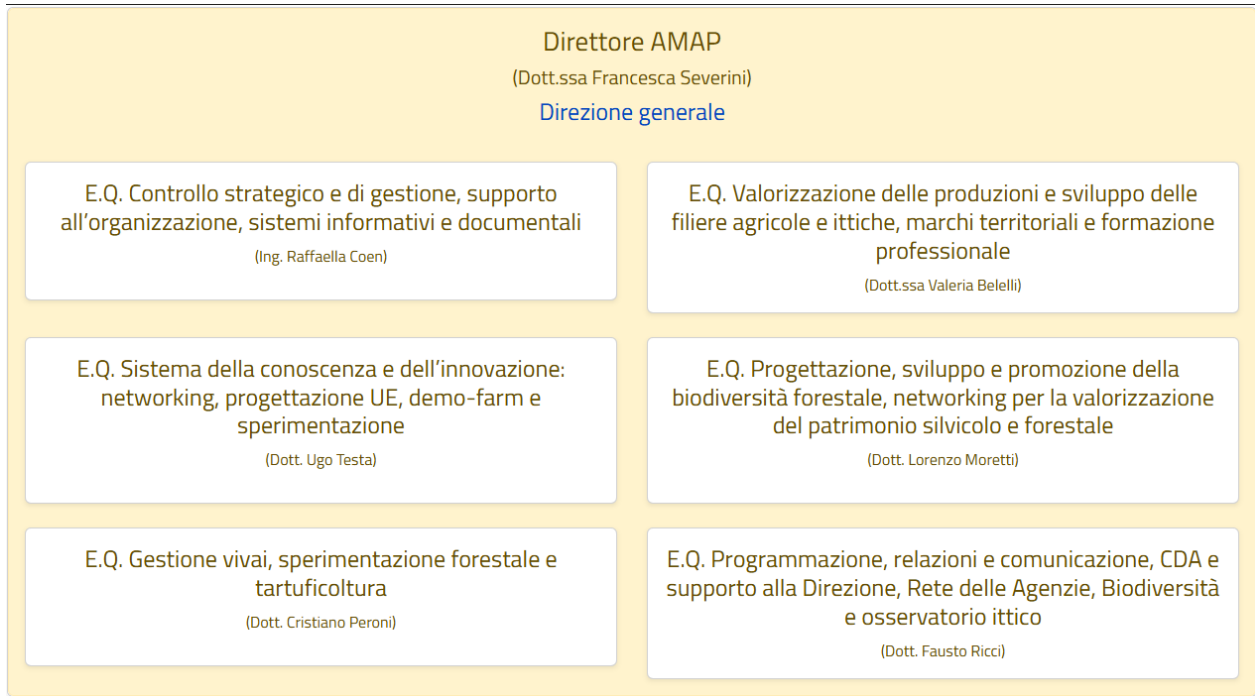 Direttore AMAP
(Dott.ssa Francesca Severini)
Direzione generale
E.Q. Controllo strategico e di gestione, supporto
all’organizzazione, sistemi informativi e documentali
(Ing. Raffaella Coen)
E.Q. Valorizzazione delle produzioni e sviluppo delle
filiere agricole e ittiche, marchi territoriali e formazione
professionale
(Dott.ssa Valeria Belelli)
E.Q. Sistema della conoscenza e dell’innovazione:
networking, progettazione UE, demo-farm e
sperimentazione
(Dott. Ugo Testa)
E.Q. Progettazione, sviluppo e promozione della
biodiversità forestale, networking per la valorizzazione
del patrimonio silvicolo e forestale
(Dott. Lorenzo Moretti)
E.Q. Gestione vivai, sperimentazione forestale e
tartuficoltura
(Dott. Cristiano Peroni)
E.Q. Programmazione, relazioni e comunicazione, CDA e
supporto alla Direzione, Rete delle Agenzie, Biodiversità
e osservatorio ittico
(Dott. Fausto Ricci)